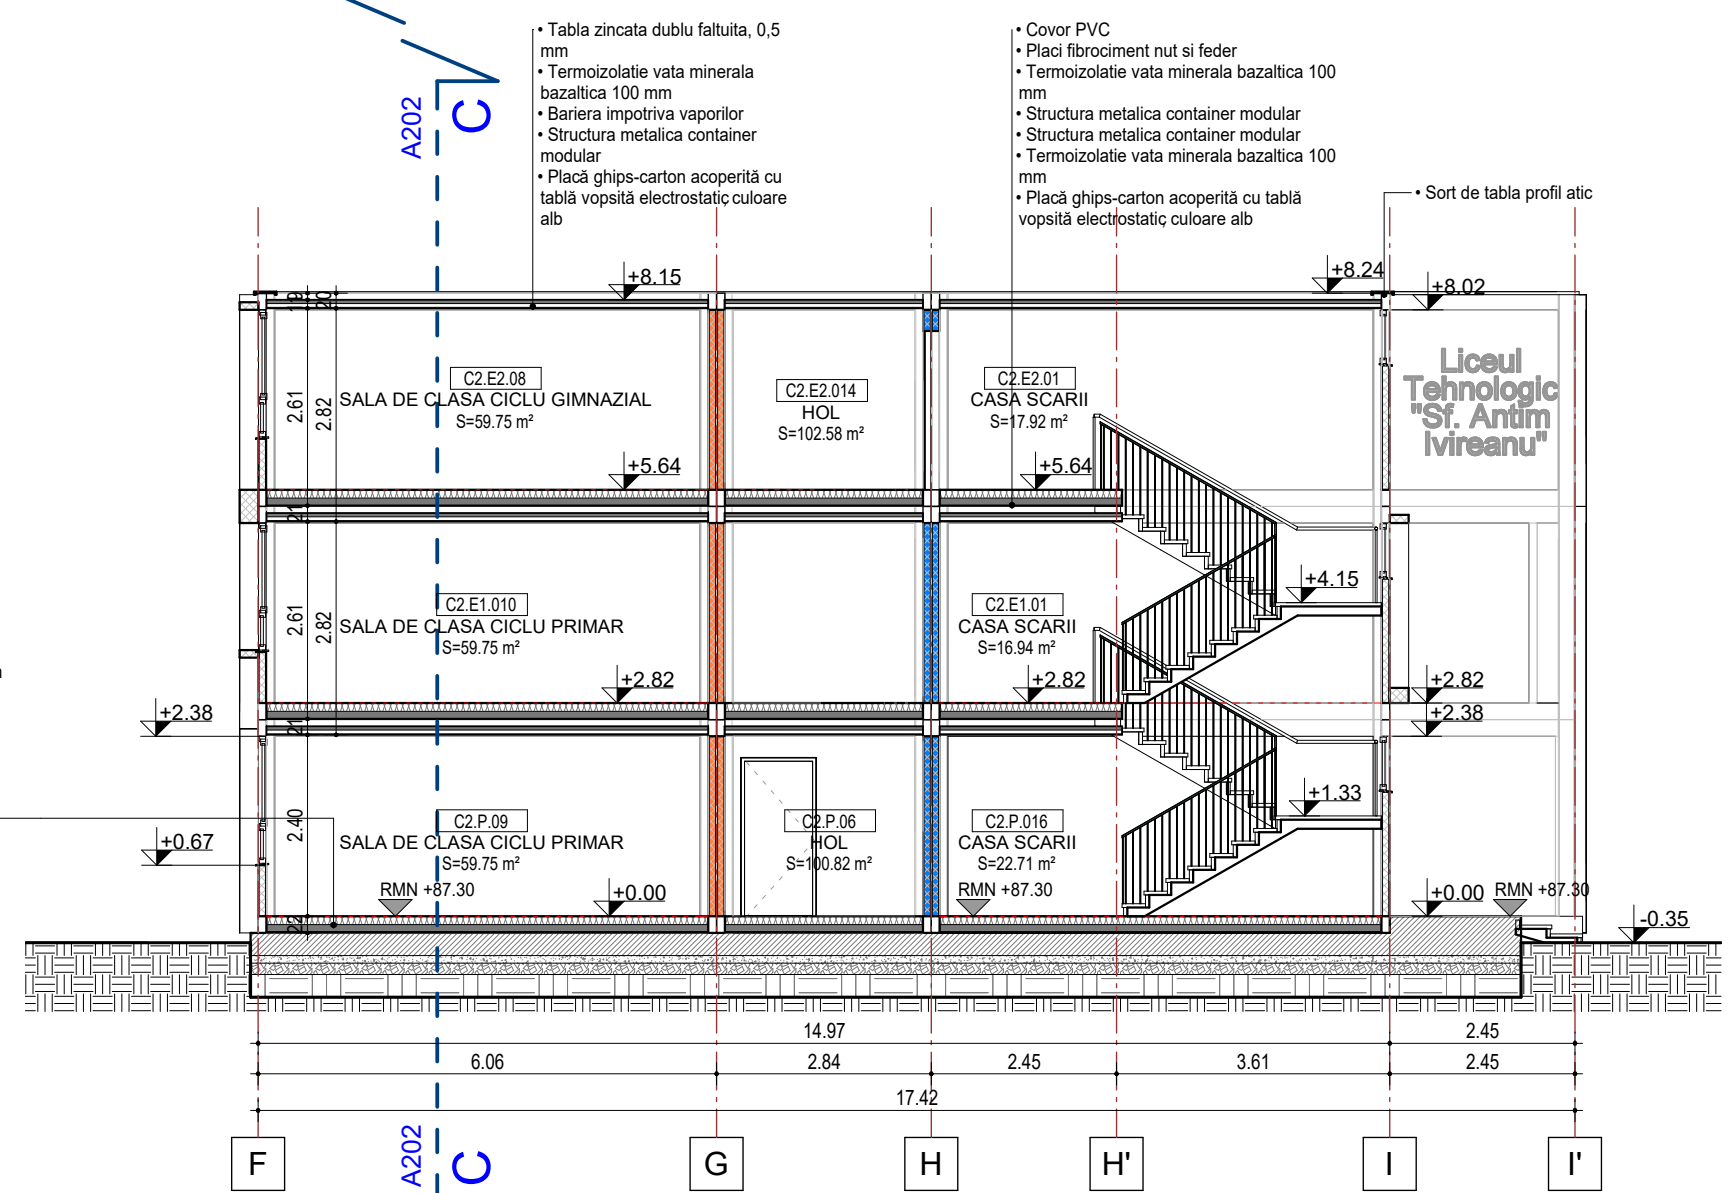 • Tabla zincata dublu faltuita, 0,5
mm
• Termoizolatie vata minerala
bazaltica 100 mm
• Bariera impotriva vaporilor
• Structura metalica container
modular
• Placă ghips-carton acoperită cu
tablă vopsită electrostatic culoare
alb
• Covor PVC
• Placi fibrociment nut si feder
• Termoizolatie vata minerala bazaltica 100
mm
• Structura metalica container modular
• Structura metalica container modular
• Termoizolatie vata minerala bazaltica 100
mm
• Placă ghips-carton acoperită cu tablă
vopsită electrostatic culoare alb
• Sort de tabla profil atic
A202
C
+8.15
+8.24
+8.02
19
20
C2.E2.08
SALA DE CLASA CICLU GIMNAZIAL
S=59.75 m²
C2.E2.014
HOL
S=102.58 m²
C2.E2.01
CASA SCARII
S=17.92 m²
Liceul
Tehnologic
"Sf. Antim
Ivireanu"
2.61
2.82
+5.64
+5.64
21
C2.E1.010
SALA DE CLASA CICLU PRIMAR
S=59.75 m²
C2.E1.01
CASA SCARII
S=16.94 m²
+4.15
2.61
2.82
+2.82
+2.82
+2.82
+2.38
+2.38
21
C2.P.09
SALA DE CLASA CICLU PRIMAR
S=59.75 m²
C2.P.06
HOL
S=100.82 m²
C2.P.016
CASA SCARII
S=22.71 m²
+1.33
2.40
+0.67
RMN +87.30
+0.00
RMN +87.30
+0.00
RMN +87.30
-0.35
22
14.97
2.45
6.06
2.84
2.45
3.61
2.45
17.42
A202
C
F
G
H
H'
I
I'